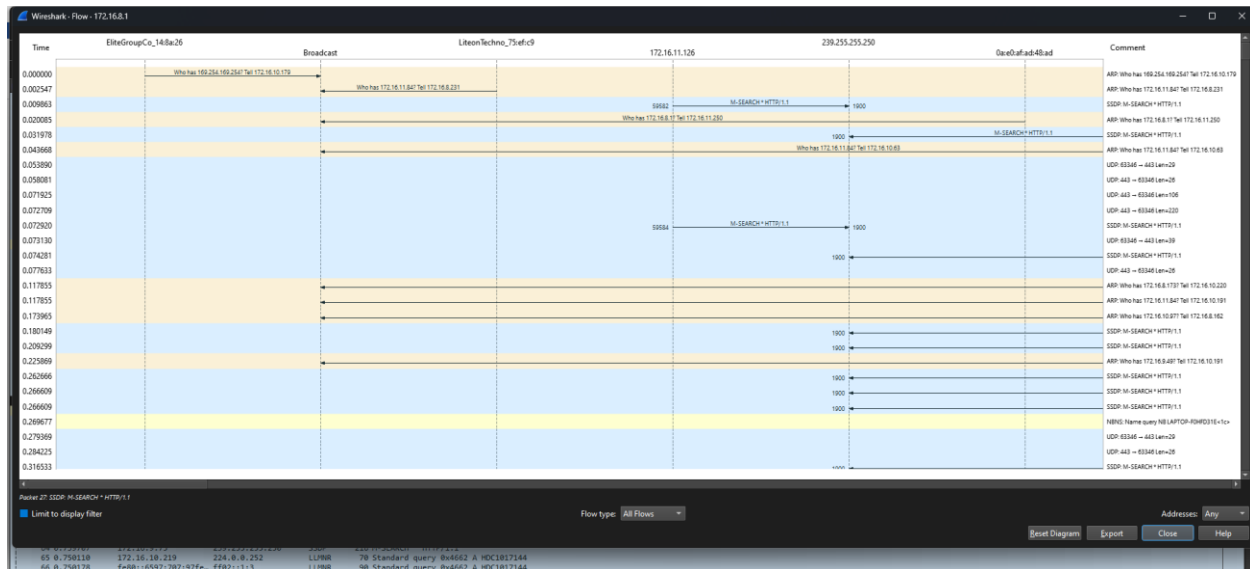 Wireshark · Flow · 172.16.8.1
Time
EliteGroupCo_14:8a:26
Broadcast
LiteonTechno_75:ef:c9
172.16.11.126
239.255.255.250
0a:e0:af:ad:48:ad
Comment
0.000000 Who has 169.254.169.254? Tell 172.16.10.179 ARP: Who has 169.254.169.254? Tell 172.16.10.179
0.002547 Who has 172.16.11.84? Tell 172.16.8.231 ARP: Who has 172.16.11.84? Tell 172.16.8.231
0.009863 59582 M-SEARCH * HTTP/1.1 1900 SSDP: M-SEARCH * HTTP/1.1
0.020085 Who has 172.16.8.1? Tell 172.16.11.250 ARP: Who has 172.16.8.1? Tell 172.16.11.250
0.031978 1900 M-SEARCH * HTTP/1.1 SSDP: M-SEARCH * HTTP/1.1
0.043668 Who has 172.16.11.84? Tell 172.16.10.63 ARP: Who has 172.16.11.84? Tell 172.16.10.63
0.053890 UDP: 63346 → 443 Len=29
0.058081 UDP: 443 → 63346 Len=26
0.071925 UDP: 443 → 63346 Len=106
0.072709 UDP: 443 → 63346 Len=220
0.072920 59584 M-SEARCH * HTTP/1.1 1900 SSDP: M-SEARCH * HTTP/1.1
0.073130 UDP: 63346 → 443 Len=39
0.074281 1900 SSDP: M-SEARCH * HTTP/1.1
0.077633 UDP: 443 → 63346 Len=26
0.117855 ARP: Who has 172.16.8.173? Tell 172.16.10.220
0.117855 ARP: Who has 172.16.11.84? Tell 172.16.10.191
0.173965 ARP: Who has 172.16.10.97? Tell 172.16.8.162
0.180149 1900 SSDP: M-SEARCH * HTTP/1.1
0.209299 1900 SSDP: M-SEARCH * HTTP/1.1
0.225869 ARP: Who has 172.16.9.49? Tell 172.16.10.191
0.262666 1900 SSDP: M-SEARCH * HTTP/1.1
0.266609 1900 SSDP: M-SEARCH * HTTP/1.1
0.266609 1900 SSDP: M-SEARCH * HTTP/1.1
0.269677 NBNS: Name query NB
0.279369 UDP: 63346 → 443 Len=29
0.284225 UDP: 443 → 63346 Len=26
0.316533 1900 SSDP: M-SEARCH * HTTP/1.1
Packet 27: SSDP: M-SEARCH * HTTP/1.1
Limit to display filter
Flow type: All Flows
Addresses: Any
Reset Diagram
Export
Close
Help
65 0.750110 172.16.10.219 224.0.0.252 LLMNR 70 Standard query 0x4662 A HDC1017144